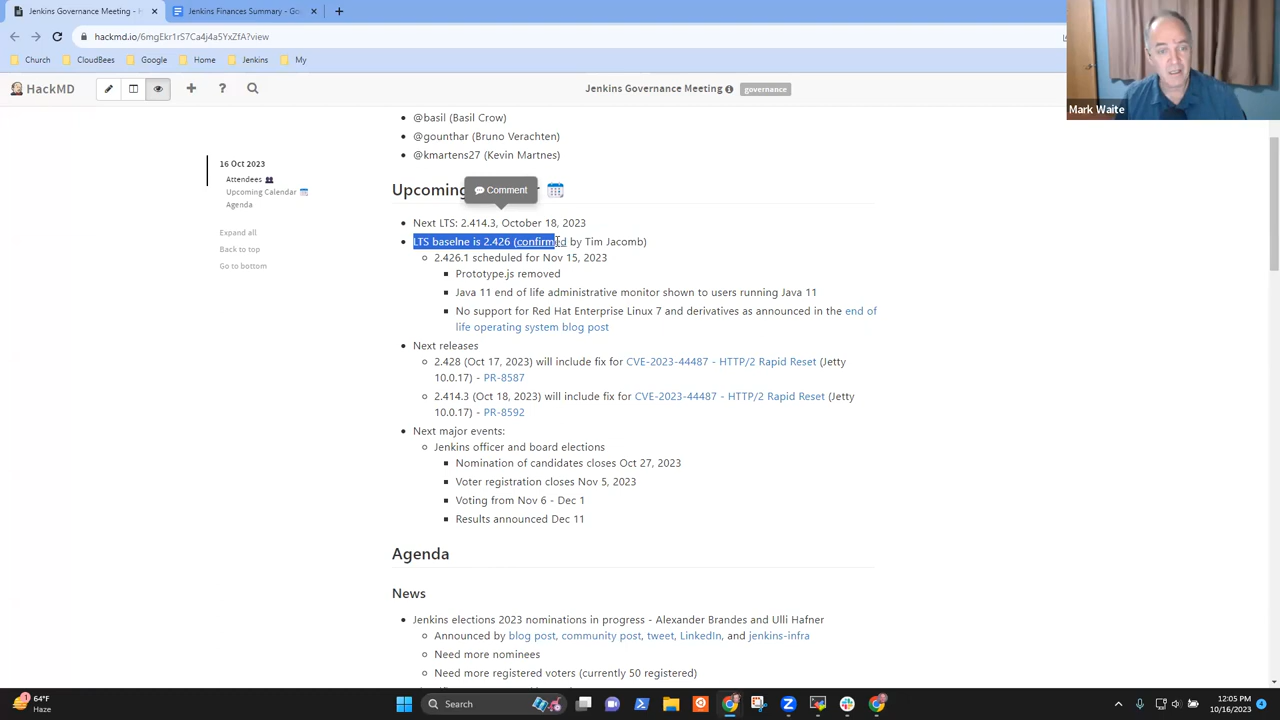 Jenkins Governance Meeting - H
Jenkins Finances Summary - Go
hackmd.io/6mgEkr1rS7Ca4j4a5YxZfA?view
Church
CloudBees
Google
Home
Jenkins
My
HackMD
Jenkins Governance Meeting
governance
Mark Waite
@basil (Basil Crow)
@gounthar (Bruno Verachten)
@kmartens27 (Kevin Martnes)
16 Oct 2023
Attendees
Upcoming Calendar
Agenda
Expand all
Back to top
Go to bottom
Upcoming
Comment
Next LTS: 2.414.3, October 18, 2023
LTS baselne is 2.426 (confirmed by Tim Jacomb)
2.426.1 scheduled for Nov 15, 2023
Prototype.js removed
Java 11 end of life administrative monitor shown to users running Java 11
No support for Red Hat Enterprise Linux 7 and derivatives as announced in the end of
life operating system blog post
Next releases
2.428 (Oct 17, 2023) will include fix for CVE-2023-44487 - HTTP/2 Rapid Reset (Jetty
10.0.17) - PR-8587
2.414.3 (Oct 18, 2023) will include fix for CVE-2023-44487 - HTTP/2 Rapid Reset (Jetty
10.0.17) - PR-8592
Next major events:
Jenkins officer and board elections
Nomination of candidates closes Oct 27, 2023
Voter registration closes Nov 5, 2023
Voting from Nov 6 - Dec 1
Results announced Dec 11
Agenda
News
Jenkins elections 2023 nominations in progress - Alexander Brandes and Ulli Hafner
Announced by blog post, community post, tweet, LinkedIn, and jenkins-infra
Need more nominees
Need more registered voters (currently 50 registered)
64°F
Haze
Search
12:05 PM
10/16/2023